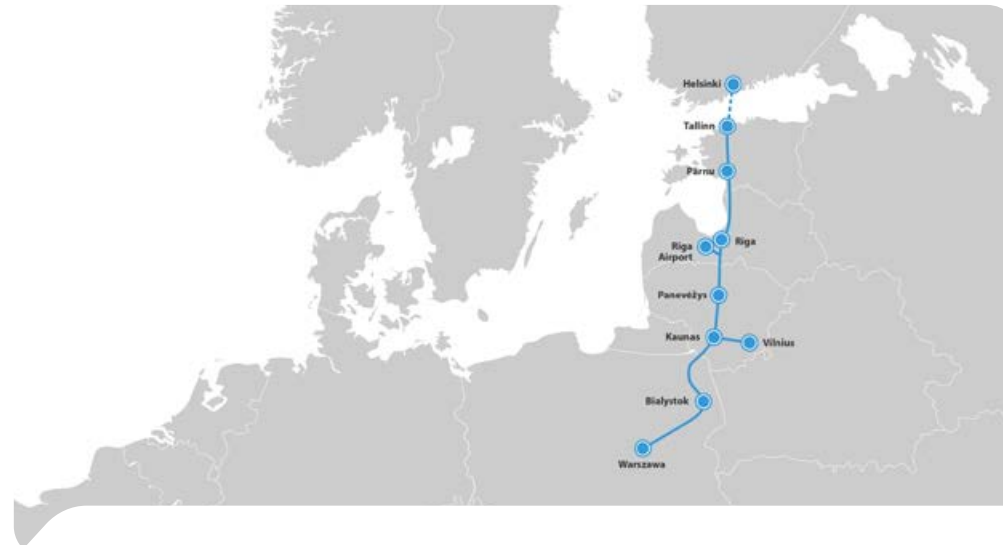 Helsinki
Tallinn
Pärnu
Riga
Riga
Airport
Panevėžys
Kaunas
Vilnius
Bialystok
Warszawa